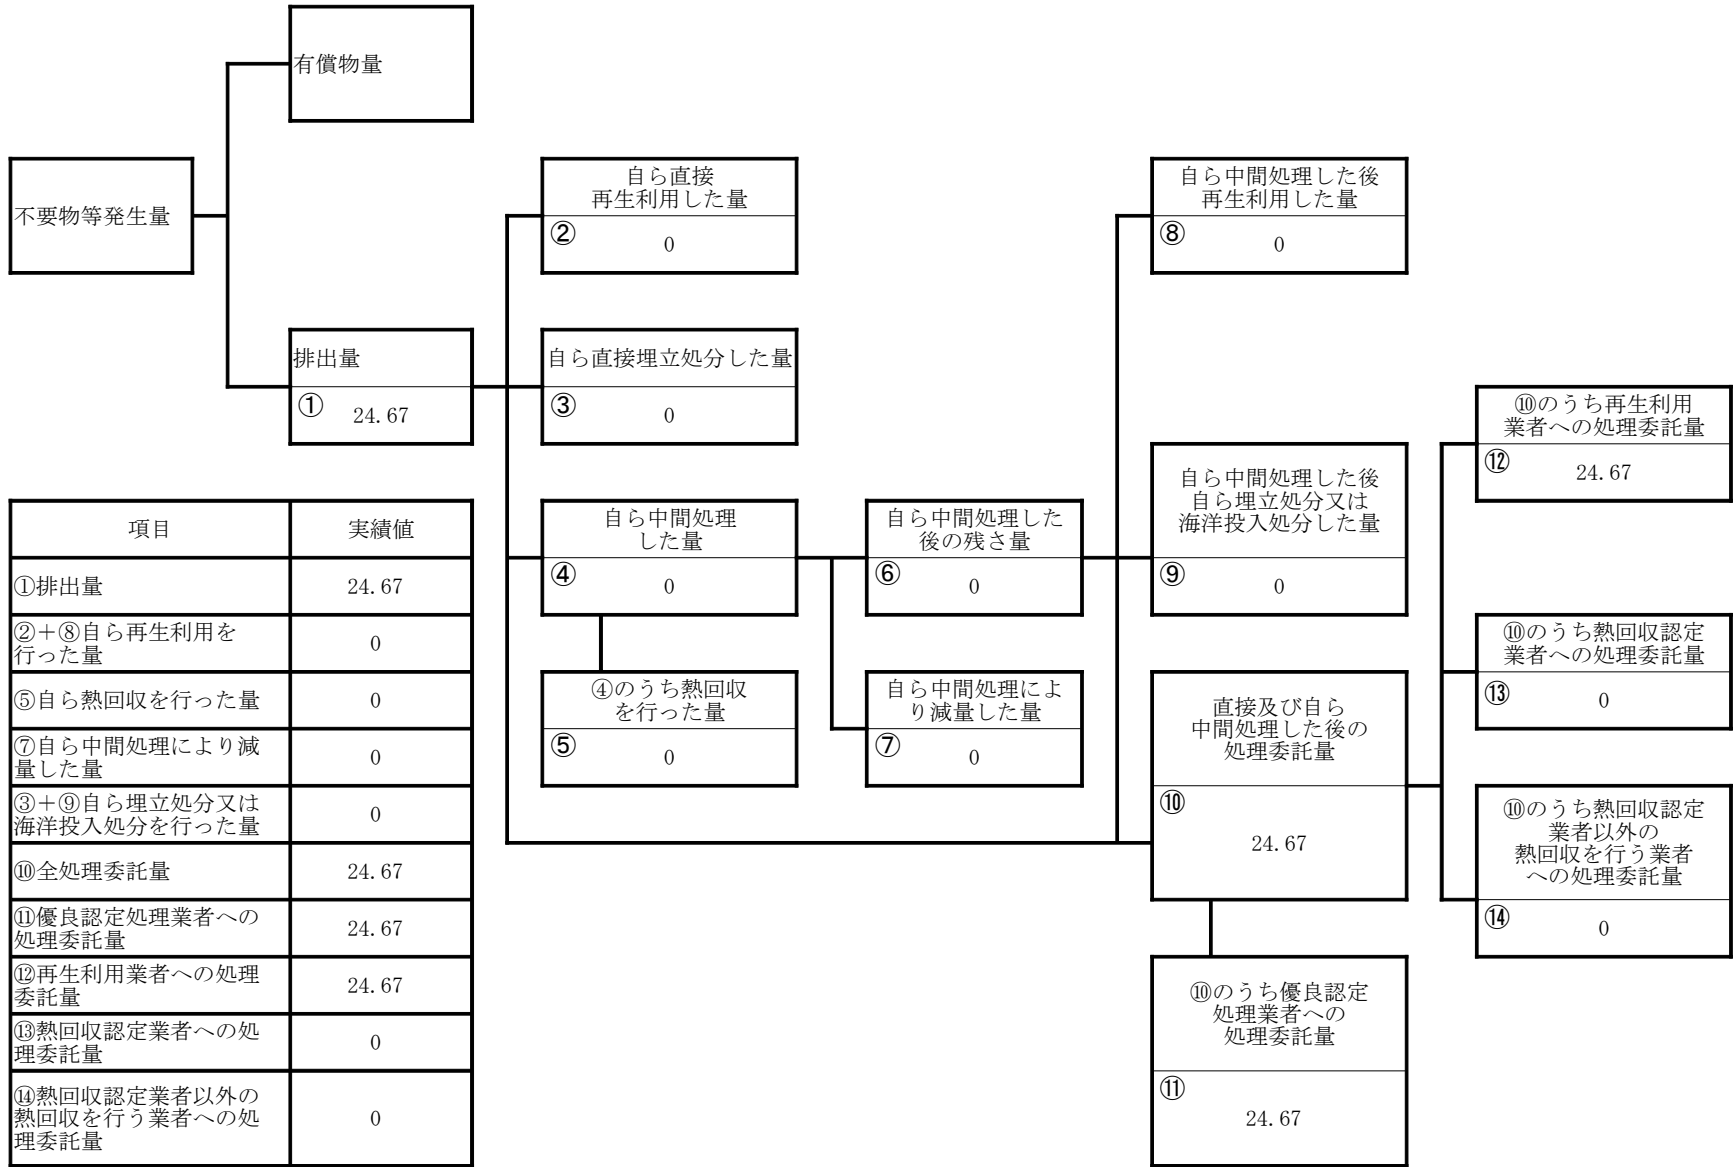 有償物量
不要物等発生量
自ら直接
再生利用した量
②
0
自ら中間処理した後
再生利用した量
⑧
0
排出量
①
24.67
自ら直接埋立処分した量
③
0
⑩のうち再生利用
業者への処理委託量
⑫
24.67
自ら中間処理
した量
④
0
自ら中間処理した
後の残さ量
⑥
0
自ら中間処理した後
自ら埋立処分又は
海洋投入処分した量
⑨
0
④のうち熱回収
を行った量
⑤
0
自ら中間処理によ
り減量した量
⑦
0
直接及び自ら
中間処理した後の
処理委託量
⑩
24.67
⑩のうち熱回収認定
業者への処理委託量
⑬
0
⑩のうち熱回収認定
業者以外の
熱回収を行う業者
への処理委託量
⑭
0
⑩のうち優良認定
処理業者への
処理委託量
⑪
24.67
項目 実績値
①排出量 24.67
②+⑧自ら再生利用を
行った量 0
⑤自ら熱回収を行った量 0
⑦自ら中間処理により減
量した量 0
③+⑨自ら埋立処分又は
海洋投入処分を行った量 0
⑩全処理委託量 24.67
⑪優良認定処理業者への
処理委託量 24.67
⑫再生利用業者への処理
委託量 24.67
⑬熱回収認定業者への処
理委託量 0
⑭熱回収認定業者以外の
熱回収を行う業者への処
理委託量 0